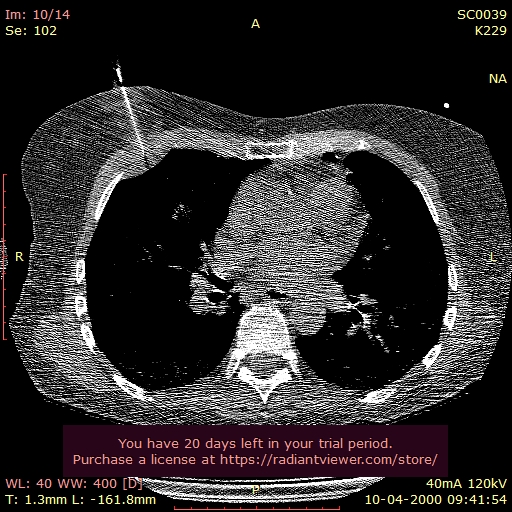 Im: 10/14
Se: 102
A
SC0039
K229
NA
R
L
You have 20 days left in your trial period.
Purchase a license at https://radiantviewer.com/store/
WL: 40 WW: 400 [D]
T: 1.3mm L: -161.8mm
P
40mA 120kV
10-04-2000 09:41:54